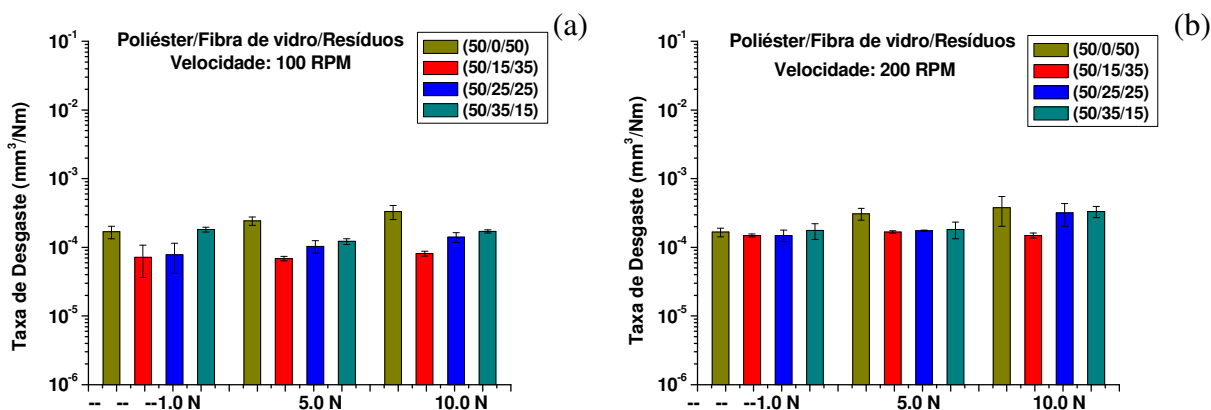 (a)
Poliéster/Fibra de vidro/Resíduos
Velocidade: 100 RPM
(50/0/50)
(50/15/35)
(50/25/25)
(50/35/15)
Taxa de Desgaste (mm³/Nm)
10⁻¹
10⁻²
10⁻³
10⁻⁴
10⁻⁵
10⁻⁶
-- -- --1.0 N 5.0 N 10.0 N
(b)
Poliéster/Fibra de vidro/Resíduos
Velocidade: 200 RPM
(50/0/50)
(50/15/35)
(50/25/25)
(50/35/15)
Taxa de Desgaste (mm³/Nm)
10⁻¹
10⁻²
10⁻³
10⁻⁴
10⁻⁵
10⁻⁶
-- -- --1.0 N 5.0 N 10.0 N